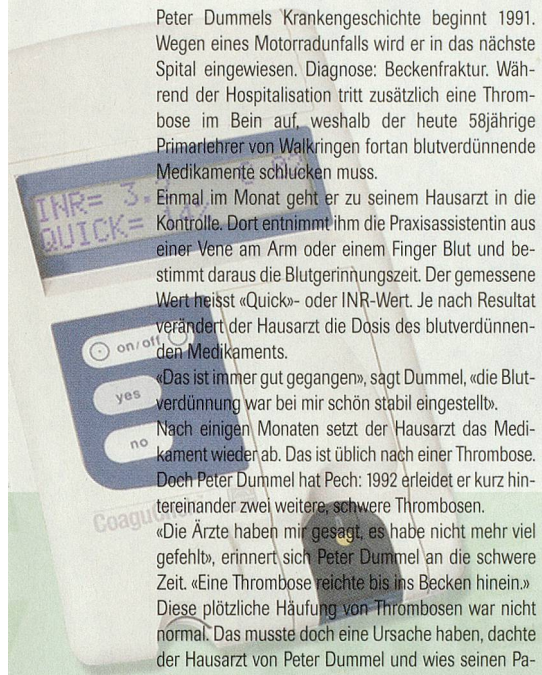 Peter Dummels Krankengeschichte beginnt 1991.
Wegen eines Motorradunfalls wird er in das nächste
Spital eingewiesen. Diagnose: Beckenfraktur. Wäh-
rend der Hospitalisation tritt zusätzlich eine Throm-
bose im Bein auf, weshalb der heute 58jährige
Primarlehrer von Walkringen fortan blutverdünnende
Medikamente schlucken muss.
Einmal im Monat geht er zu seinem Hausarzt in die
Kontrolle. Dort entnimmt ihm die Praxisassistentin aus
einer Vene am Arm oder einem Finger Blut und be-
stimmt daraus die Blutgerinnungszeit. Der gemessene
Wert heisst «Quick»- oder INR-Wert. Je nach Resultat
verändert der Hausarzt die Dosis des blutverdünnen-
den Medikaments.
«Das ist immer gut gegangen», sagt Dummel, «die Blut-
verdünnung war bei mir schön stabil eingestellt».
Nach einigen Monaten setzt der Hausarzt das Medi-
kament wieder ab. Das ist üblich nach einer Thrombose.
Doch Peter Dummel hat Pech: 1992 erleidet er kurz hin-
tereinander zwei weitere, schwere Thrombosen.
«Die Ärzte haben mir gesagt, es habe nicht mehr viel
gefehlt», erinnert sich Peter Dummel an die schwere
Zeit. «Eine Thrombose reichte bis ins Becken hinein.»
Diese plötzliche Häufung von Thrombosen war nicht
normal. Das musste doch eine Ursache haben, dachte
der Hausarzt von Peter Dummel und wies seinen Pa-
INR= 3.
QUICK= 14%
on/off
yes
no